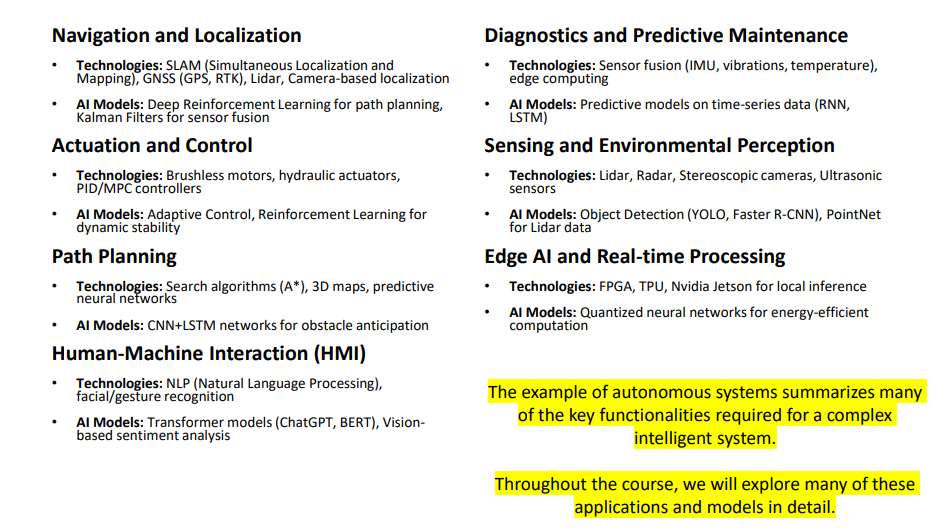 Navigation and Localization
• Technologies: SLAM (Simultaneous Localization and
Mapping), GNSS (GPS, RTK), Lidar, Camera-based localization
• AI Models: Deep Reinforcement Learning for path planning,
Kalman Filters for sensor fusion
Actuation and Control
• Technologies: Brushless motors, hydraulic actuators,
PID/MPC controllers
• AI Models: Adaptive Control, Reinforcement Learning for
dynamic stability
Path Planning
• Technologies: Search algorithms (A*), 3D maps, predictive
neural networks
• AI Models: CNN+LSTM networks for obstacle anticipation
Human-Machine Interaction (HMI)
• Technologies: NLP (Natural Language Processing),
facial/gesture recognition
• AI Models: Transformer models (ChatGPT, BERT), Vision-
based sentiment analysis
Diagnostics and Predictive Maintenance
• Technologies: Sensor fusion (IMU, vibrations, temperature),
edge computing
• AI Models: Predictive models on time-series data (RNN,
LSTM)
Sensing and Environmental Perception
• Technologies: Lidar, Radar, Stereoscopic cameras, Ultrasonic
sensors
• AI Models: Object Detection (YOLO, Faster R-CNN), PointNet
for Lidar data
Edge AI and Real-time Processing
• Technologies: FPGA, TPU, Nvidia Jetson for local inference
• AI Models: Quantized neural networks for energy-efficient
computation
The example of autonomous systems summarizes many
of the key functionalities required for a complex
intelligent system.
Throughout the course, we will explore many of these
applications and models in detail.